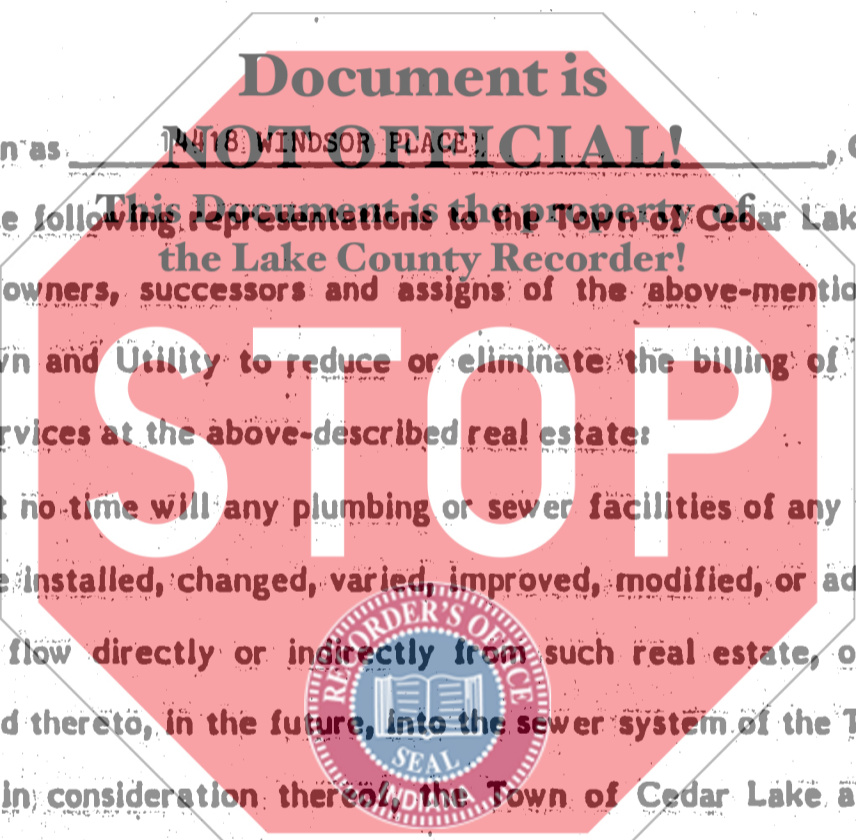 Document is
NOT OFFICIAL!
n as 14418 WINDSOR PLACE
This Document is the property of
e following representations to the Town of Cedar Lak
the Lake County Recorder!
owners, successors and assigns of the above-mentio
wn and Utility to reduce or eliminate the billing of
STOP
rvices at the above-described real estate:
t no time will any plumbing or sewer facilities of any
e installed, changed, varied, improved, modified, or ad
RECORDER'S OFFICE
flow directly or indirectly from such real estate, o
d thereto, in the future, into the sewer system of the T
SEAL
INDIANA
in consideration thereof, the Town of Cedar Lake a